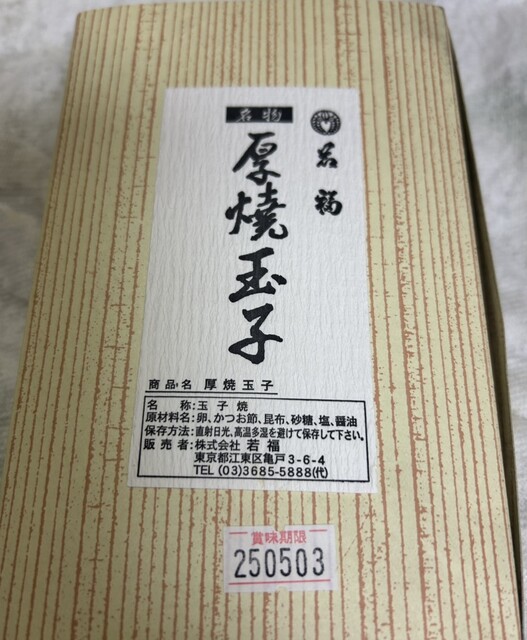 若福
名物
厚焼玉子
商品名 厚焼玉子
名　称:玉子焼
原材料名:卵、かつお節、昆布、砂糖、塩、醤油
保存方法:直射日光、高温多湿を避けて保存して下さい。
販売者:株式会社 若福
東京都江東区亀戸3-6-4
TEL (03)3685-5888(代)
賞味期限
250503